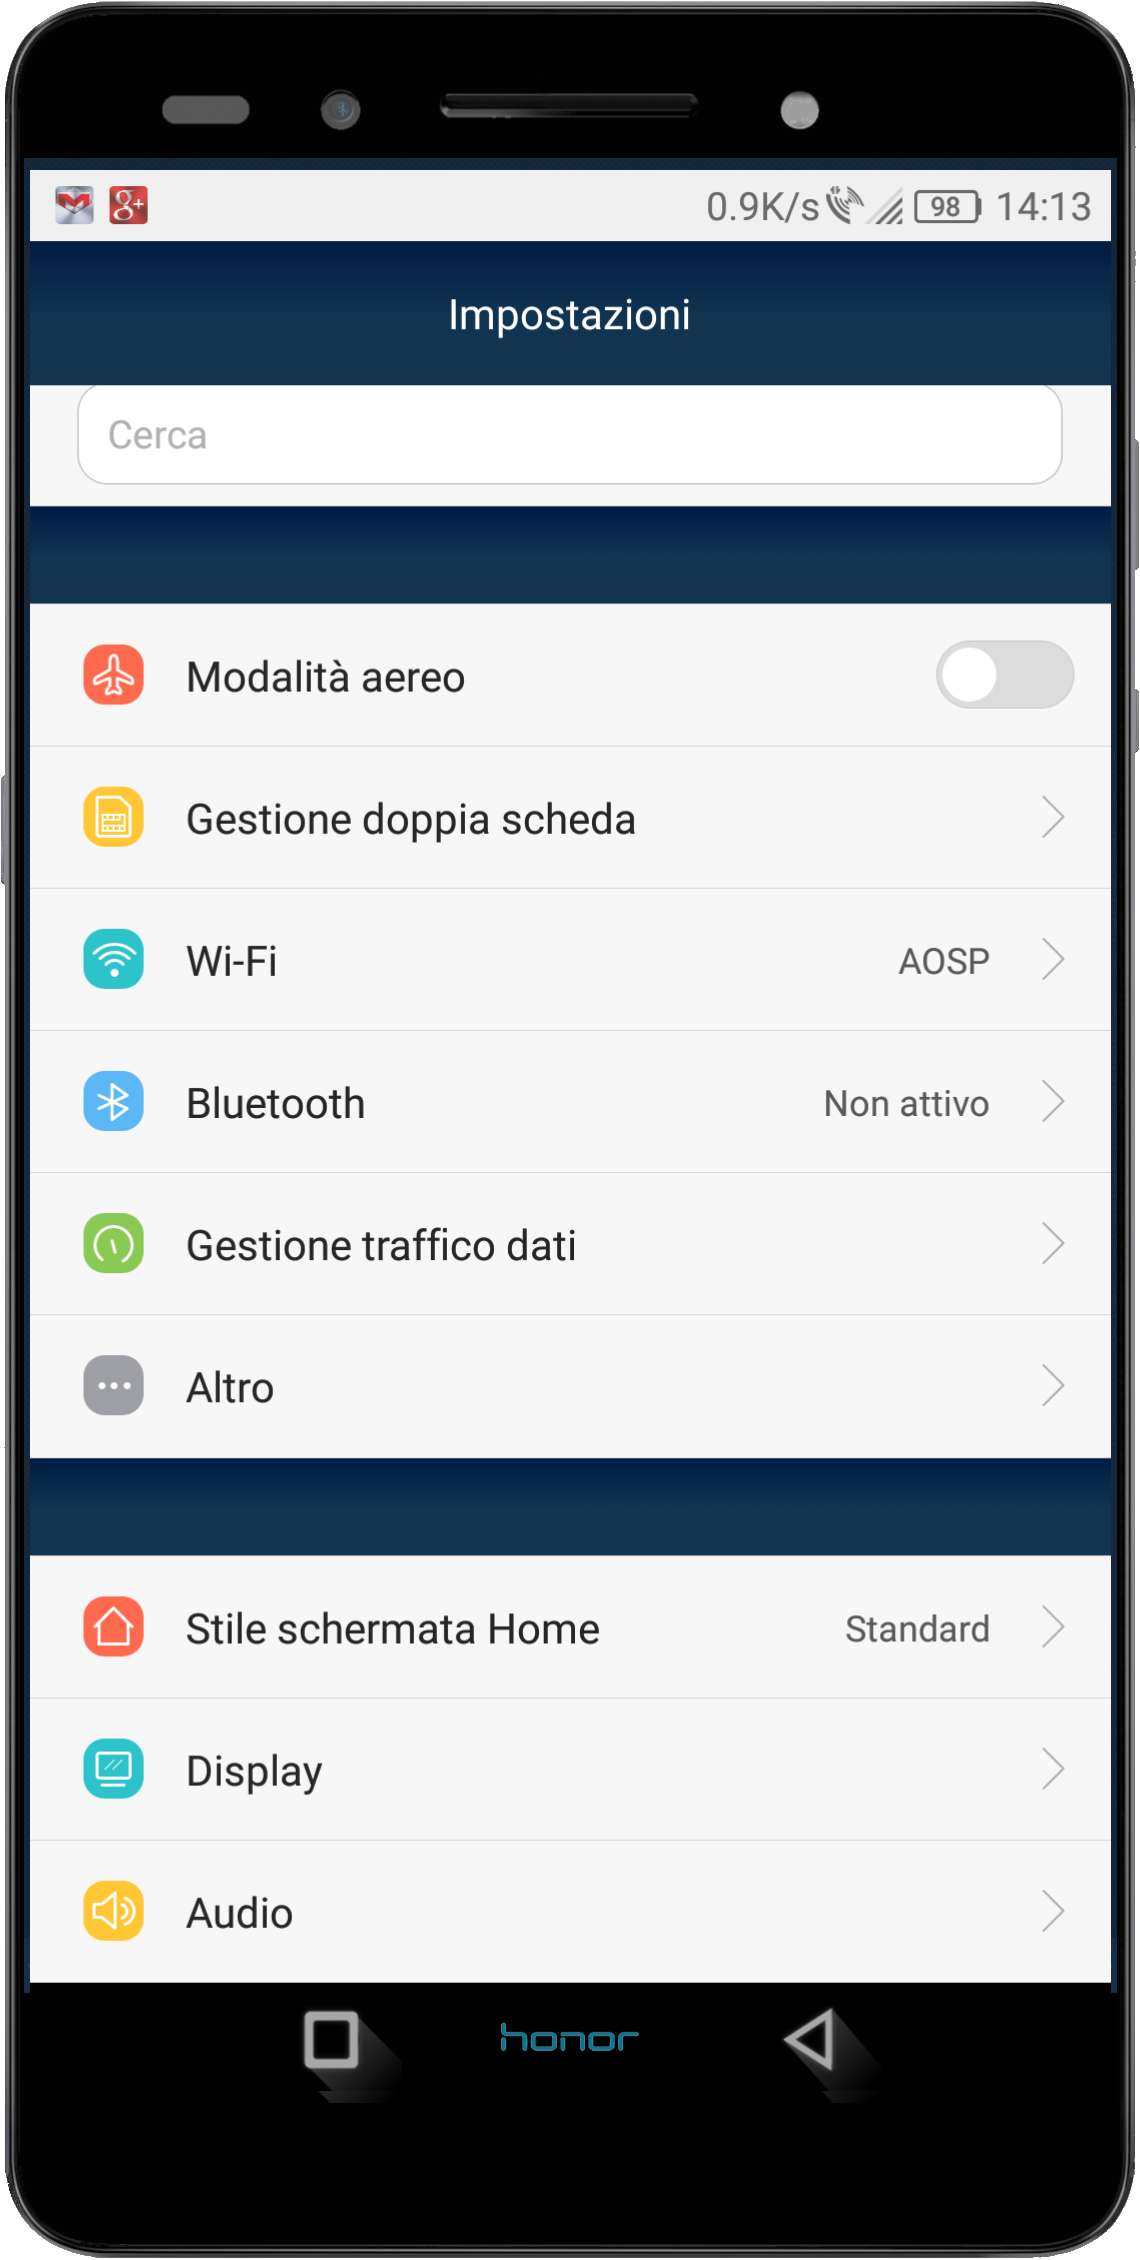 0.9K/s 98 14:13
Impostazioni
Cerca
Modalità aereo
Gestione doppia scheda
Wi-Fi AOSP
Bluetooth Non attivo
Gestione traffico dati
Altro
Stile schermata Home Standard
Display
Audio
honor